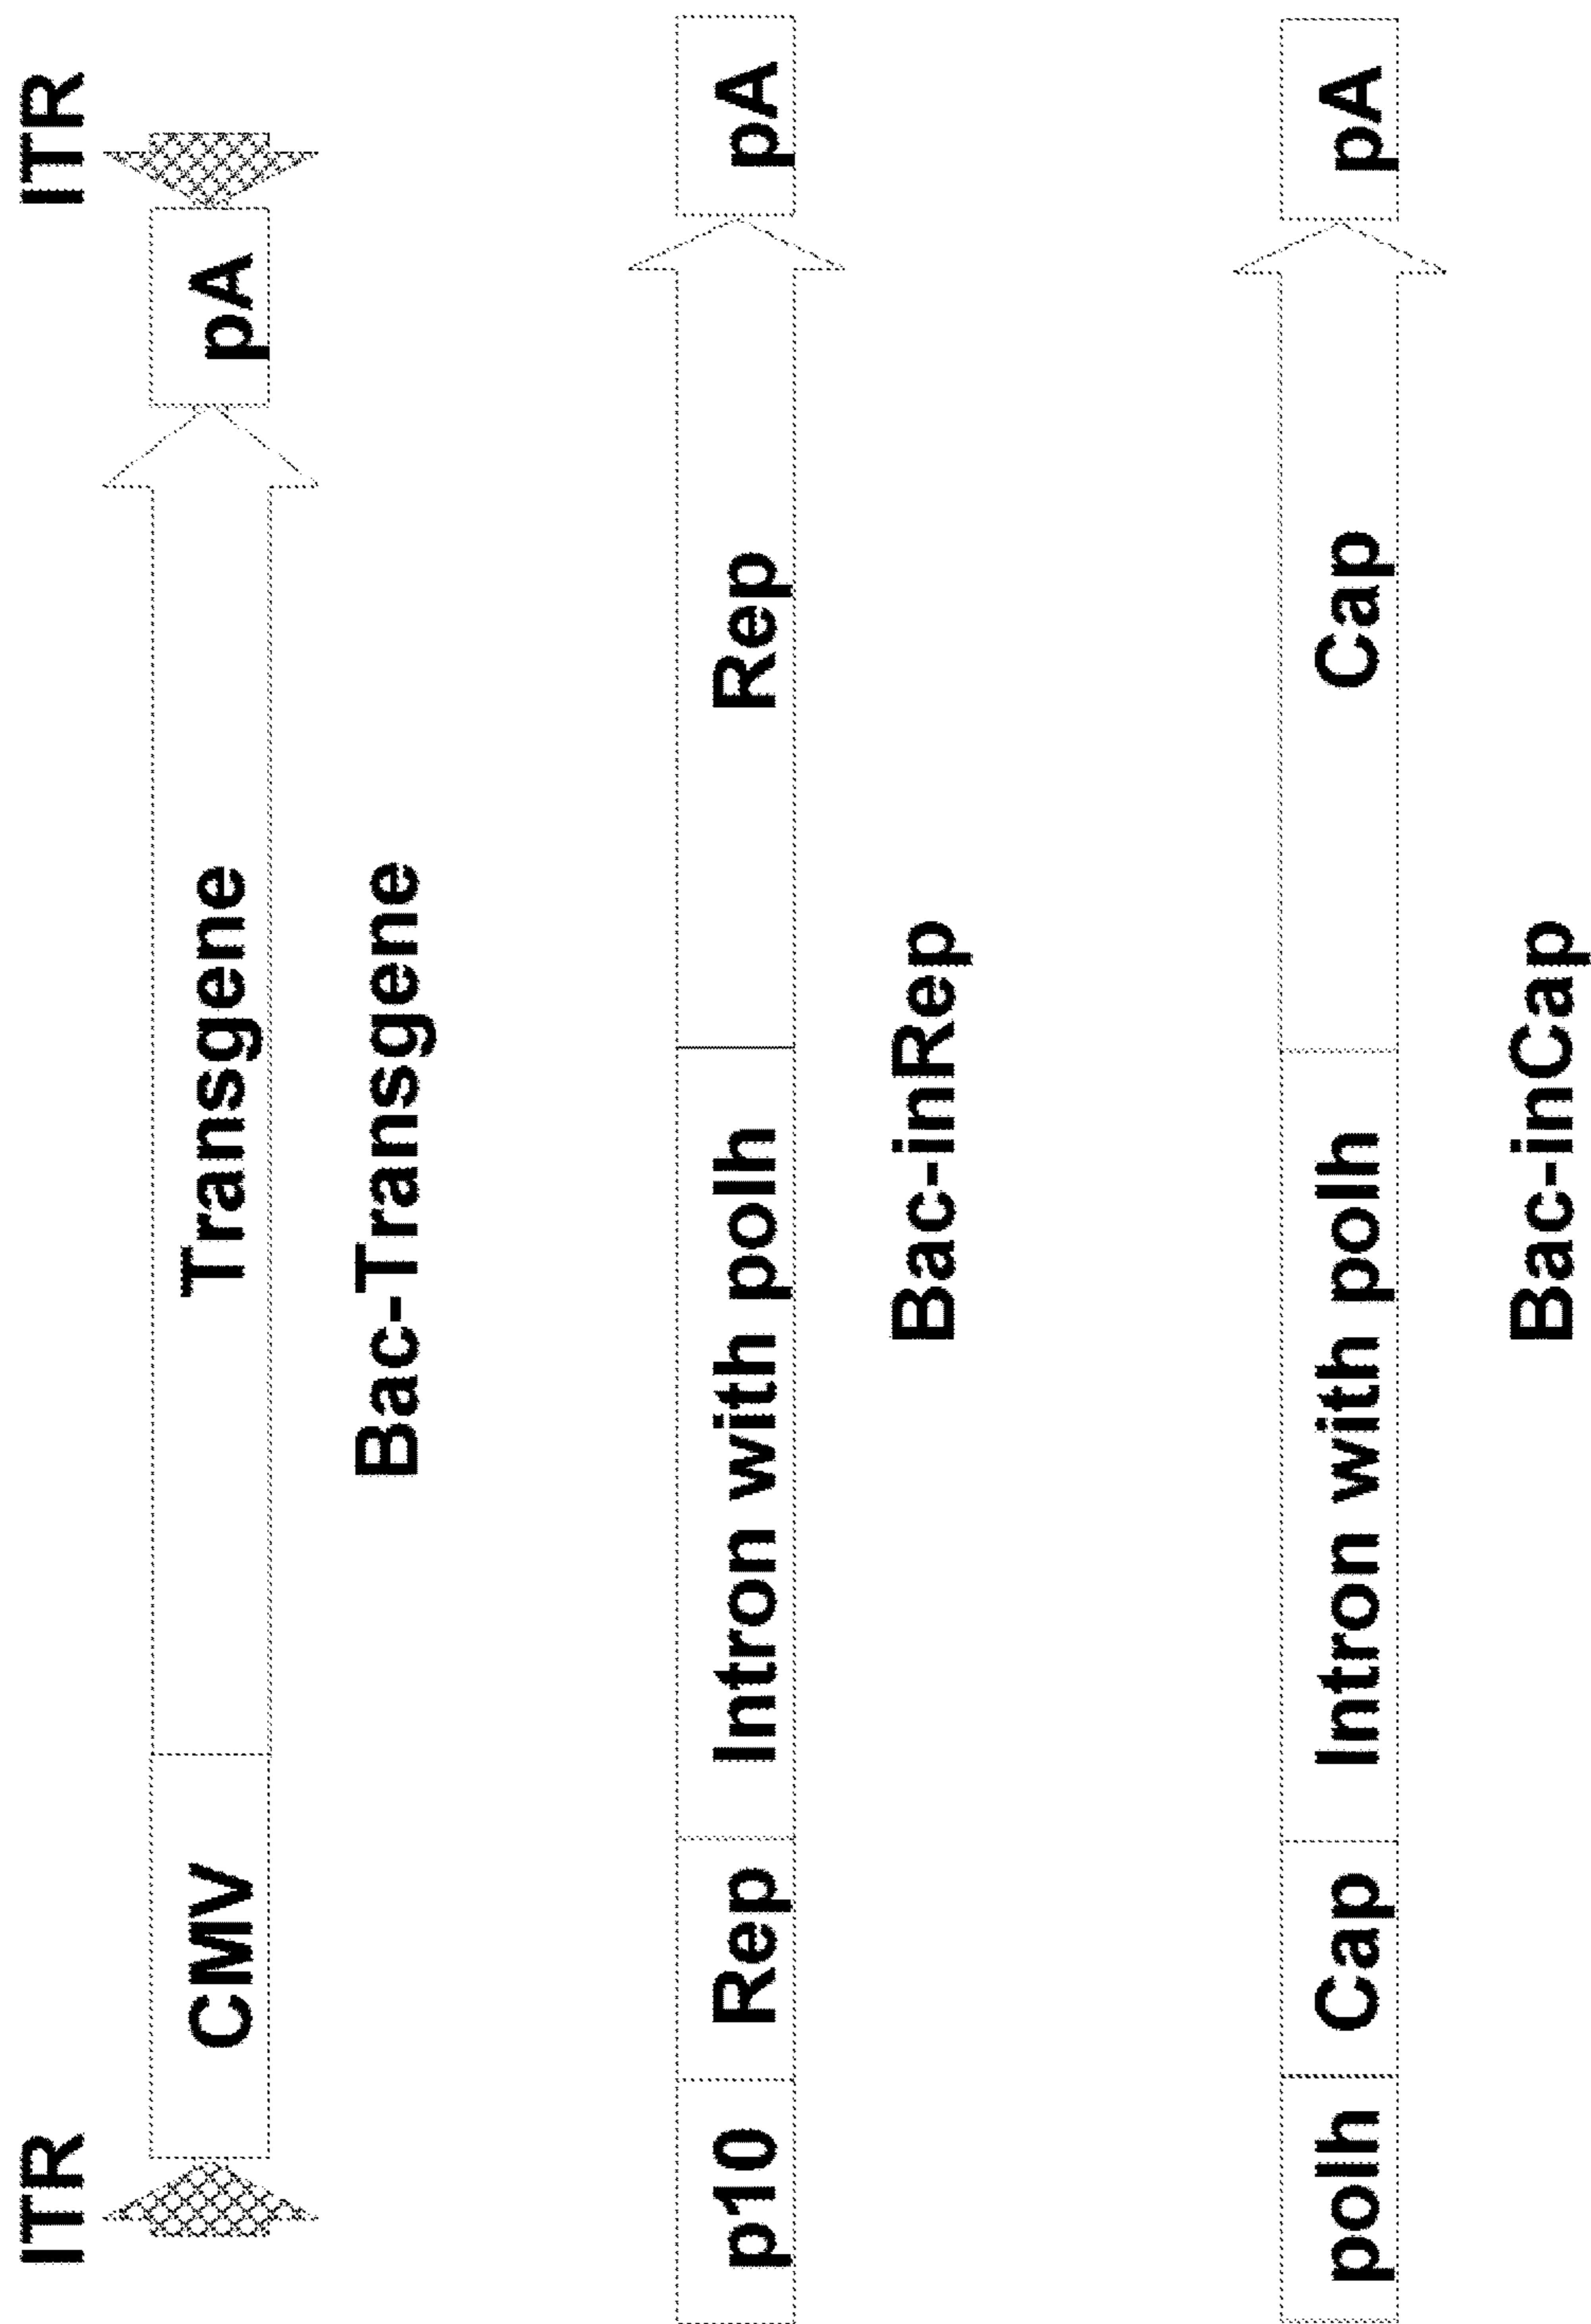 ITR ITR
CMV Transgene pA
Bac-Transgene
p10 Rep Intron with polh Rep pA
Bac-inRep
polh Cap Intron with polh Cap pA
Bac-inCap